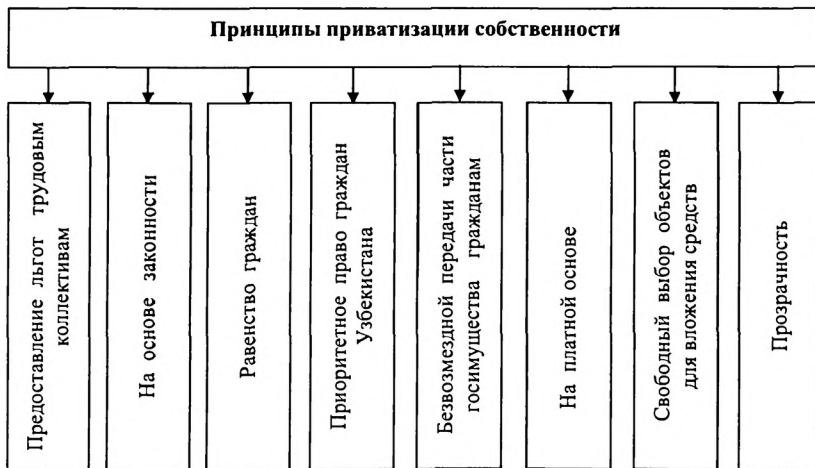 Принципы приватизации собственности
Предоставление льгот трудовым
коллективам
На основе законности
Равенство граждан
Приоритетное право граждан
Узбекистана
Безвозмездной передачи части
госимущества гражданам
На платной основе
Свободный выбор объектов
для вложения средств
Прозрачность